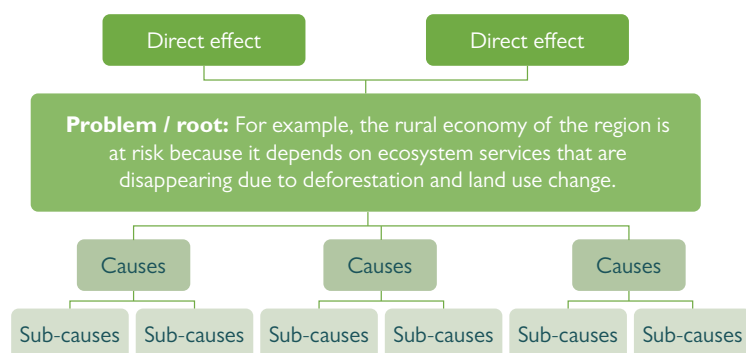 Direct effect
Direct effect
Problem / root: For example, the rural economy of the region is
at risk because it depends on ecosystem services that are
disappearing due to deforestation and land use change.
Causes
Causes
Causes
Sub-causes
Sub-causes
Sub-causes
Sub-causes
Sub-causes
Sub-causes